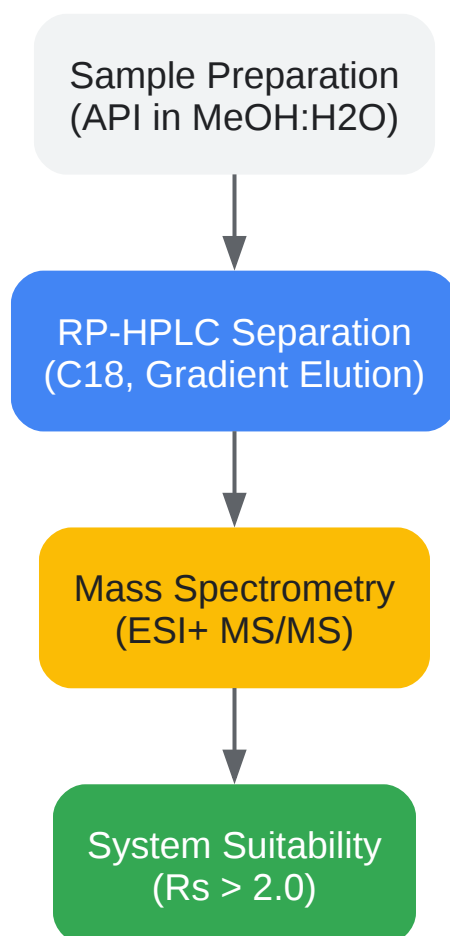 Sample Preparation
(API in MeOH:H2O)
RP-HPLC Separation
(C18, Gradient Elution)
Mass Spectrometry
(ESI+ MS/MS)
System Suitability
(Rs > 2.0)